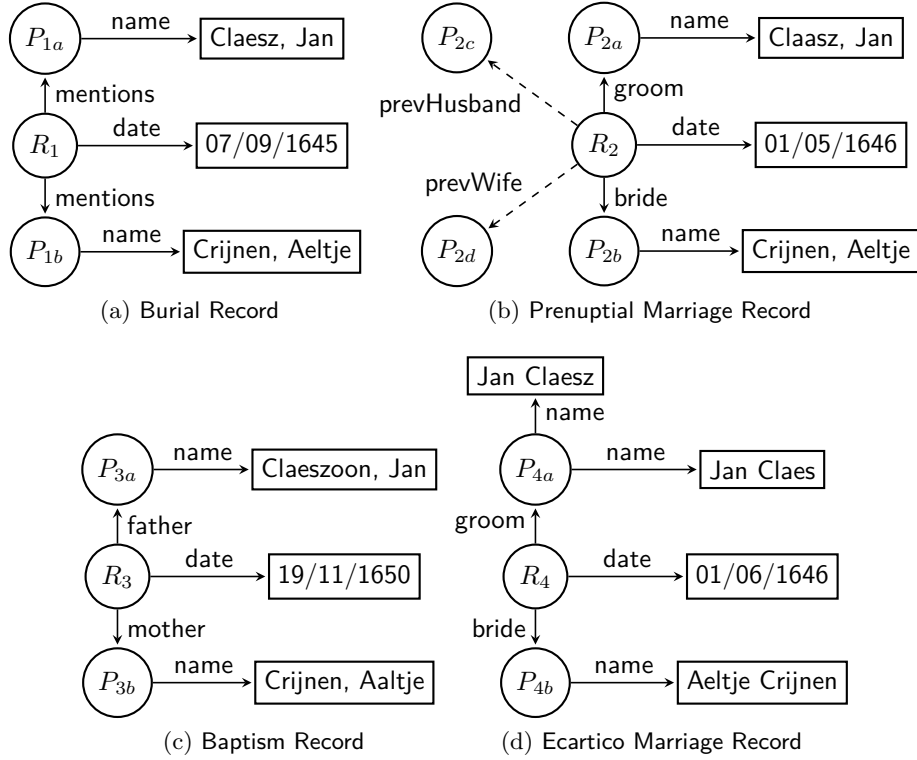 P1a name Claesz, Jan
mentions
R1 date 07/09/1645
mentions
P1b name Crijnen, Aeltje
(a) Burial Record
P2c P2a name Claasz, Jan
prevHusband groom
R2 date 01/05/1646
prevWife bride
P2d P2b name Crijnen, Aeltje
(b) Prenuptial Marriage Record
P3a name Claeszoon, Jan
father
R3 date 19/11/1650
mother
P3b name Crijnen, Aaltje
(c) Baptism Record
Jan Claesz
name
P4a name Jan Claes
groom
R4 date 01/06/1646
bride
P4b name Aeltje Crijnen
(d) Ecartico Marriage Record